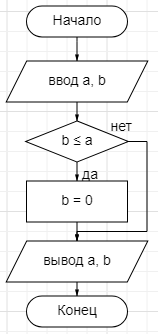 Начало
ввод a, b
b ≤ a
нет
да
b = 0
вывод a, b
Конец